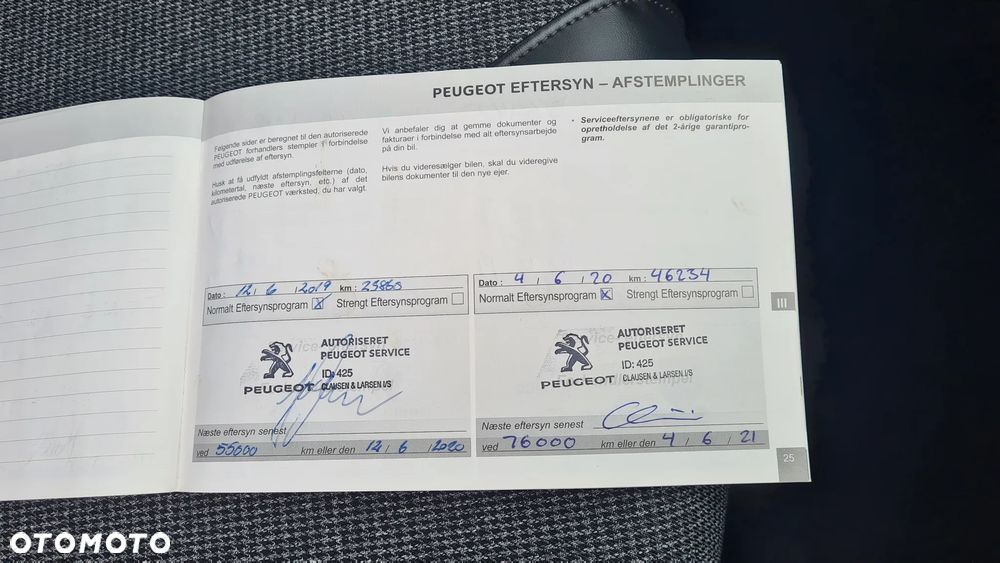 PEUGEOT EFTERSYN – AFSTEMPLINGER
Følgende sider er beregnet til den autoriserede
PEUGEOT forhandlers stempler i forbindelse
med udførelse af eftersyn.
Husk at få udfyldt afstemplingsfelterne (dato,
kilometertal, næste eftersyn, etc.) af det
autoriserede PEUGEOT værksted, du har valgt.
Vi anbefaler dig at gemme dokumenter og
fakturaer i forbindelse med alt eftersynsarbejde
på din bil.
Hvis du videresælger bilen, skal du videregive
bilens dokumenter til den nye ejer.
• Serviceeftersynene er obligatoriske for
opretholdelse af det 2-årige garantipro-
gram.
Dato : 12 / 6 / 2019 km : 23860
Normalt Eftersynsprogram X Strengt Eftersynsprogram
AUTORISERET
PEUGEOT SERVICE
ID: 425
PEUGEOT CLAUSEN & LARSEN I/S
Næste eftersyn senest
ved 55000 km eller den 12 / 6 / 2020
Dato : 4 / 6 / 20 km : 46234
Normalt Eftersynsprogram X Strengt Eftersynsprogram
AUTORISERET
PEUGEOT SERVICE
ID: 425
PEUGEOT CLAUSEN & LARSEN I/S
Næste eftersyn senest
ved 76000 km eller den 4 / 6 / 21
III
25
OTOMOTO